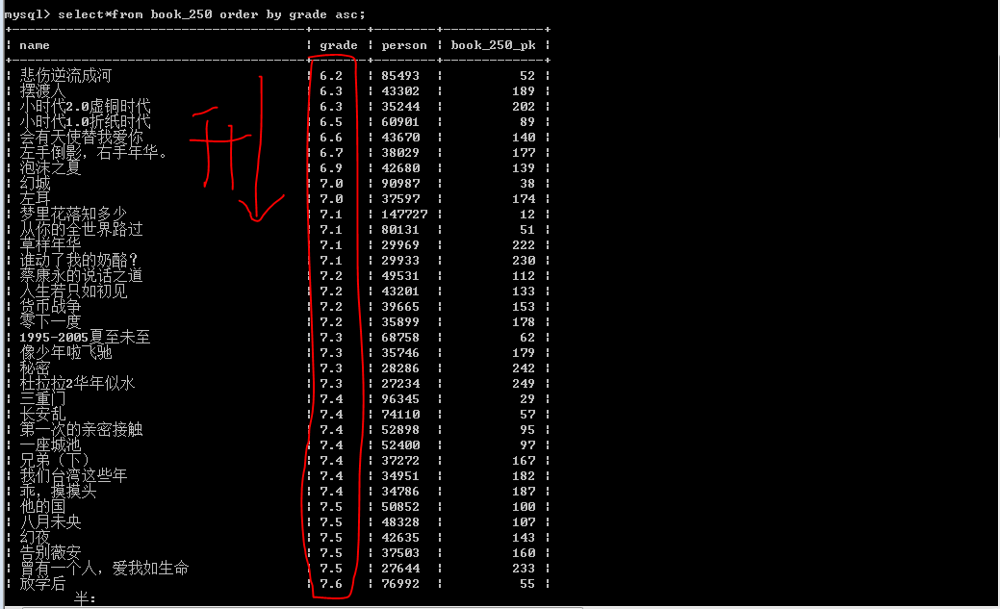 mysql> select*from book_250 order by grade asc;
name | grade | person | book_250_pk
悲伤逆流成河 | 6.2 | 85493 | 52
摆渡人 | 6.3 | 43302 | 189
小时代2.0虚铜时代 | 6.3 | 35244 | 202
小时代1.0折纸时代 | 6.5 | 60901 | 89
会有天使替我爱你 | 6.6 | 43670 | 140
左手倒影，右手年华。 | 6.7 | 38029 | 177
泡沫之夏 | 6.9 | 42680 | 139
幻城 | 7.0 | 90987 | 38
左耳 | 7.0 | 37597 | 174
梦里花落知多少 | 7.1 | 147727 | 12
从你的全世界路过 | 7.1 | 80131 | 51
草样年华 | 7.1 | 29969 | 222
谁动了我的奶酪？ | 7.1 | 29933 | 230
蔡康永的说话之道 | 7.2 | 49531 | 112
人生若只如初见 | 7.2 | 43201 | 133
货币战争 | 7.2 | 39665 | 153
零下一度 | 7.2 | 35899 | 178
1995-2005夏至未至 | 7.3 | 68758 | 62
像少年啦飞驰 | 7.3 | 35746 | 179
秘密 | 7.3 | 28286 | 242
杜拉拉2华年似水 | 7.3 | 27234 | 249
三重门 | 7.4 | 96345 | 29
长安乱 | 7.4 | 74110 | 57
第一次的亲密接触 | 7.4 | 52898 | 95
一座城池 | 7.4 | 52400 | 97
兄弟（下） | 7.4 | 37272 | 167
我们台湾这些年 | 7.4 | 34951 | 182
乖，摸摸头 | 7.4 | 34786 | 187
他的国 | 7.5 | 50852 | 100
八月未央 | 7.5 | 48328 | 107
幻夜 | 7.5 | 42635 | 143
告别薇安 | 7.5 | 37503 | 160
曾有一个人，爱我如生命 | 7.5 | 27644 | 233
放学后 | 7.6 | 76992 | 55
半:
升